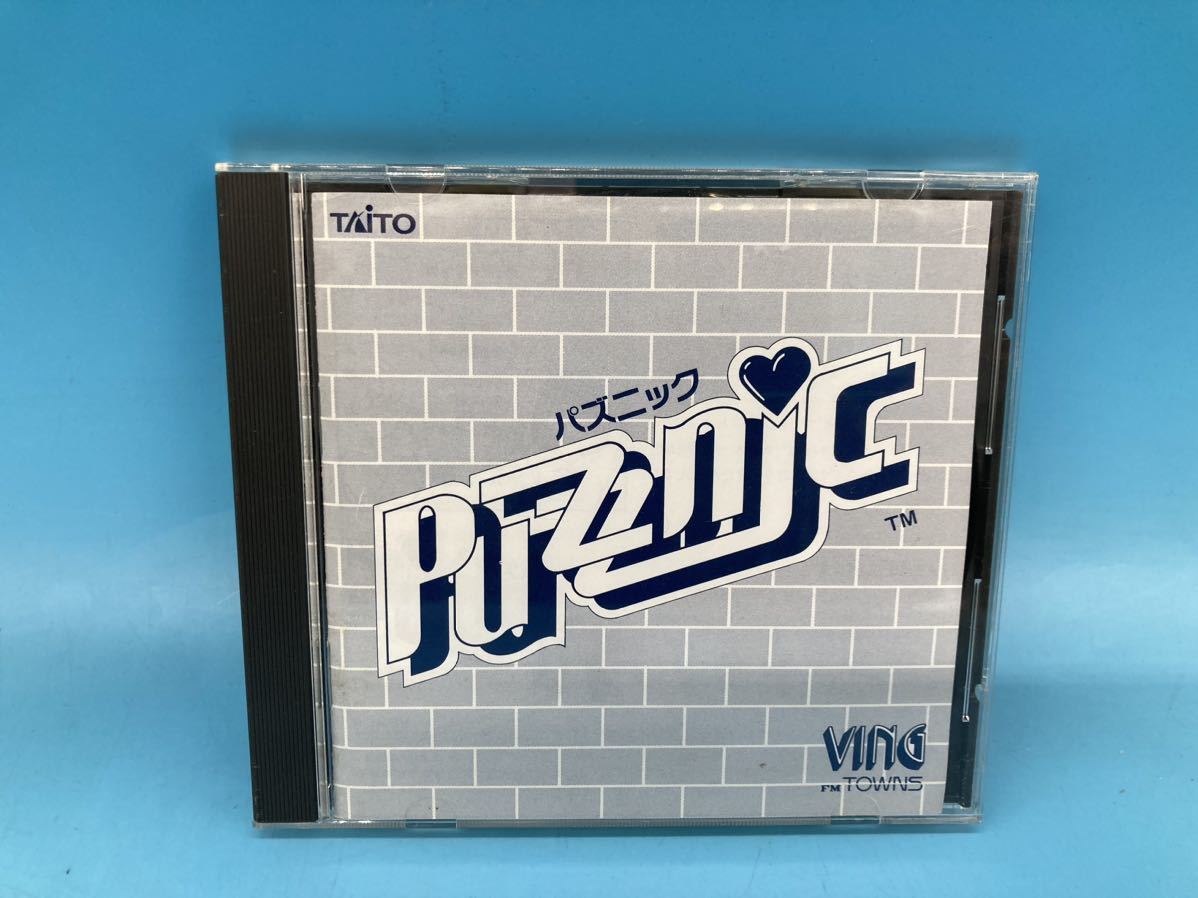 TAITO
パズニック
PUZZNIC
TM
VING
FM TOWNS